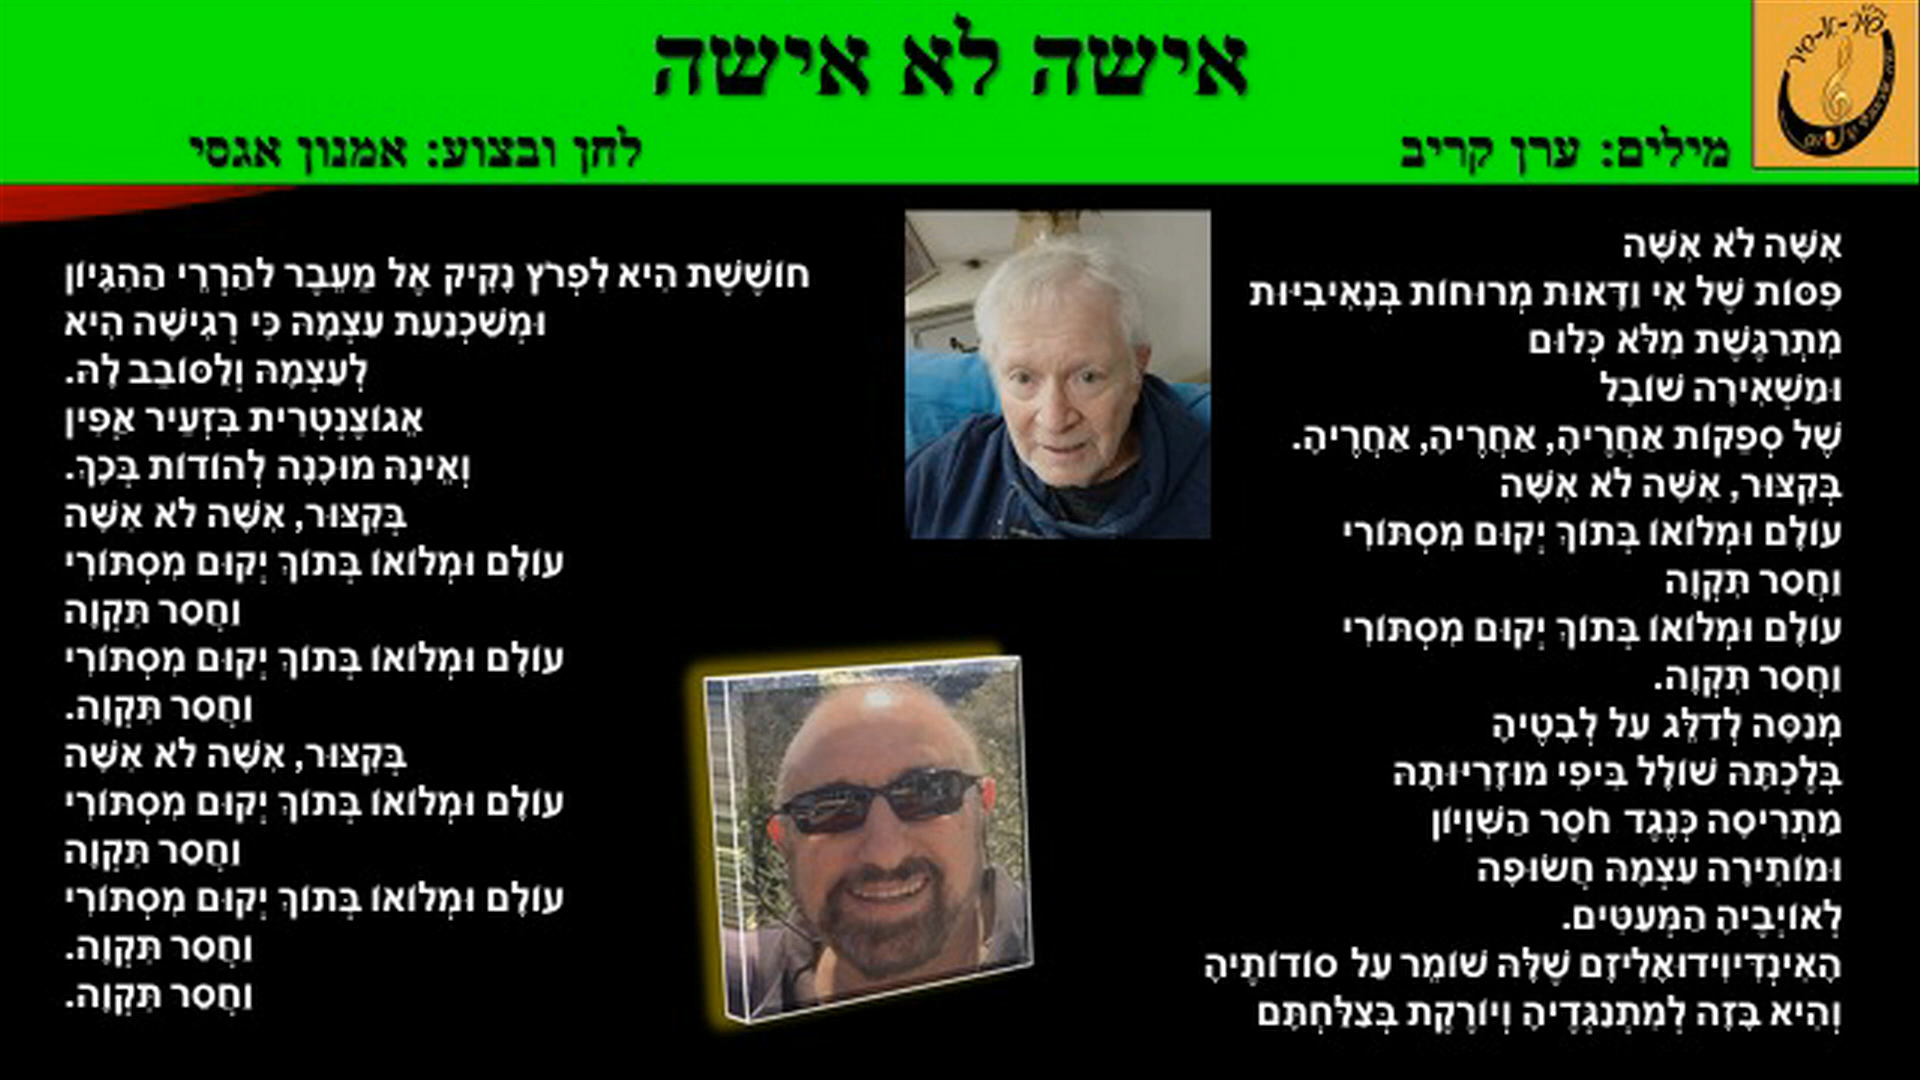 אישה לא אישה
מילים: ערן קריב
לחן ובצוע: אמנון אגסי
אִשָּׁה לֹא אִשָּׁה
פִּסּוֹת שֶׁל אִי וַדָּאוּת מְרוּחוֹת בְּנָאִיבִיּוּת
מִתְרַגֶּשֶׁת מִלֹּא כְּלוּם
וּמַשְׁאִירָה שׁוֹבֶל
שֶׁל סְפֵקוֹת אַחֲרֶיהָ, אַחֲרֶיהָ, אַחֲרֶיהָ.
בְּקִצּוּר, אִשָּׁה לֹא אִשָּׁה
עוֹלָם וּמְלוֹאוֹ בְּתוֹךְ יְקוּם מִסְתּוֹרִי
וַחֲסַר תִּקְוָה
עוֹלָם וּמְלוֹאוֹ בְּתוֹךְ יְקוּם מִסְתּוֹרִי
וַחֲסַר תִּקְוָה.
מְנַסָּה לְדַלֵּג עַל לְבָטֶיהָ
בְּלֶכְתָּהּ שׁוֹלָל בִּיפִי מוּזָרִיּוּתָהּ
מַתְרִיסָה כְּנֶגֶד חֹסֶר הַשִּׁוְיוֹן
וּמוֹתִירָה עַצְמָהּ חֲשׂוּפָה
לְאוֹיְבֶיהָ הַמְּעַטִּים.
הָאִינְדִּיוִידוּאָלִיזְם שֶׁלָּהּ שׁוֹמֵר עַל סוֹדוֹתֶיהָ
וְהִיא בָּזָה לְמִתְנַגְּדֶיהָ וְיוֹרֶקֶת בְּצַלַּחְתָּם
חוֹשֶׁשֶׁת הִיא לִפְרֹץ נָקִיק אֶל מֵעֵבֶר לְהַרְרֵי הַהִגָּיוֹן
וּמְשֻׁכְנַעַת עַצְמָהּ כִּי רְגִישָׁה הִיא
לְעַצְמָהּ וְלַסּוֹבֵב לָהּ.
אֵגוֹצֶנְטְרִית בִּזְעֵיר אַפִּין
וְאֵינָהּ מוּכָנָה לְהוֹדוֹת בְּכָךְ.
בְּקִצּוּר, אִשָּׁה לֹא אִשָּׁה
עוֹלָם וּמְלוֹאוֹ בְּתוֹךְ יְקוּם מִסְתּוֹרִי
וַחֲסַר תִּקְוָה
עוֹלָם וּמְלוֹאוֹ בְּתוֹךְ יְקוּם מִסְתּוֹרִי
וַחֲסַר תִּקְוָה.
בְּקִצּוּר, אִשָּׁה לֹא אִשָּׁה
עוֹלָם וּמְלוֹאוֹ בְּתוֹךְ יְקוּם מִסְתּוֹרִי
וַחֲסַר תִּקְוָה
עוֹלָם וּמְלוֹאוֹ בְּתוֹךְ יְקוּם מִסְתּוֹרִי
וַחֲסַר תִּקְוָה.
וַחֲסַר תִּקְוָה.